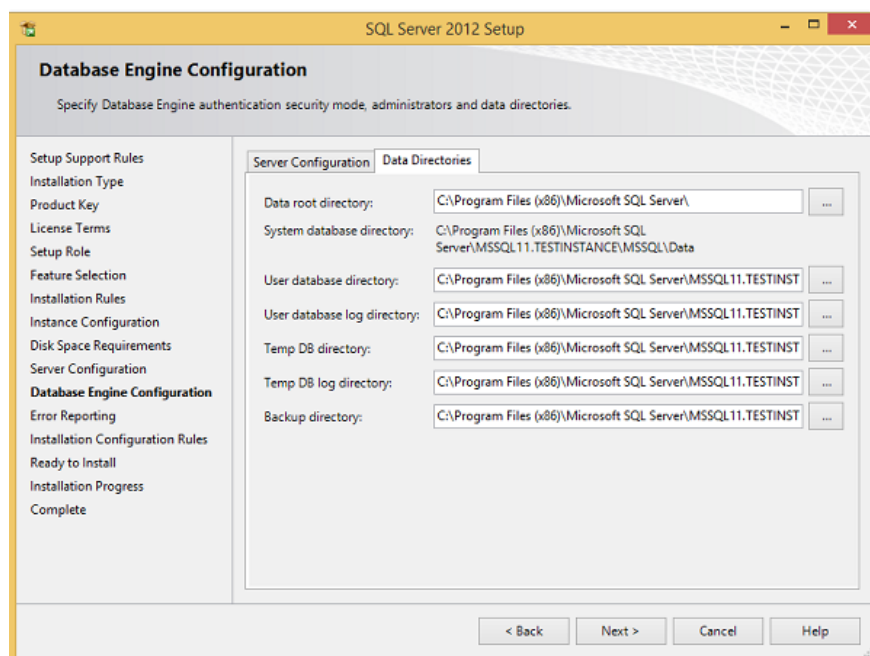 SQL Server 2012 Setup
Database Engine Configuration
Specify Database Engine authentication security mode, administrators and data directories.
Setup Support Rules
Installation Type
Product Key
License Terms
Setup Role
Feature Selection
Installation Rules
Instance Configuration
Disk Space Requirements
Server Configuration
Database Engine Configuration
Error Reporting
Installation Configuration Rules
Ready to Install
Installation Progress
Complete
Server Configuration
Data Directories
Data root directory:
C:\Program Files (x86)\Microsoft SQL Server\
...
System database directory:
C:\Program Files (x86)\Microsoft SQL
Server\MSSQL11.TESTINSTANCE\MSSQL\Data
User database directory:
C:\Program Files (x86)\Microsoft SQL Server\MSSQL11.TESTINST
...
User database log directory:
C:\Program Files (x86)\Microsoft SQL Server\MSSQL11.TESTINST
...
Temp DB directory:
C:\Program Files (x86)\Microsoft SQL Server\MSSQL11.TESTINST
...
Temp DB log directory:
C:\Program Files (x86)\Microsoft SQL Server\MSSQL11.TESTINST
...
Backup directory:
C:\Program Files (x86)\Microsoft SQL Server\MSSQL11.TESTINST
...
< Back
Next >
Cancel
Help